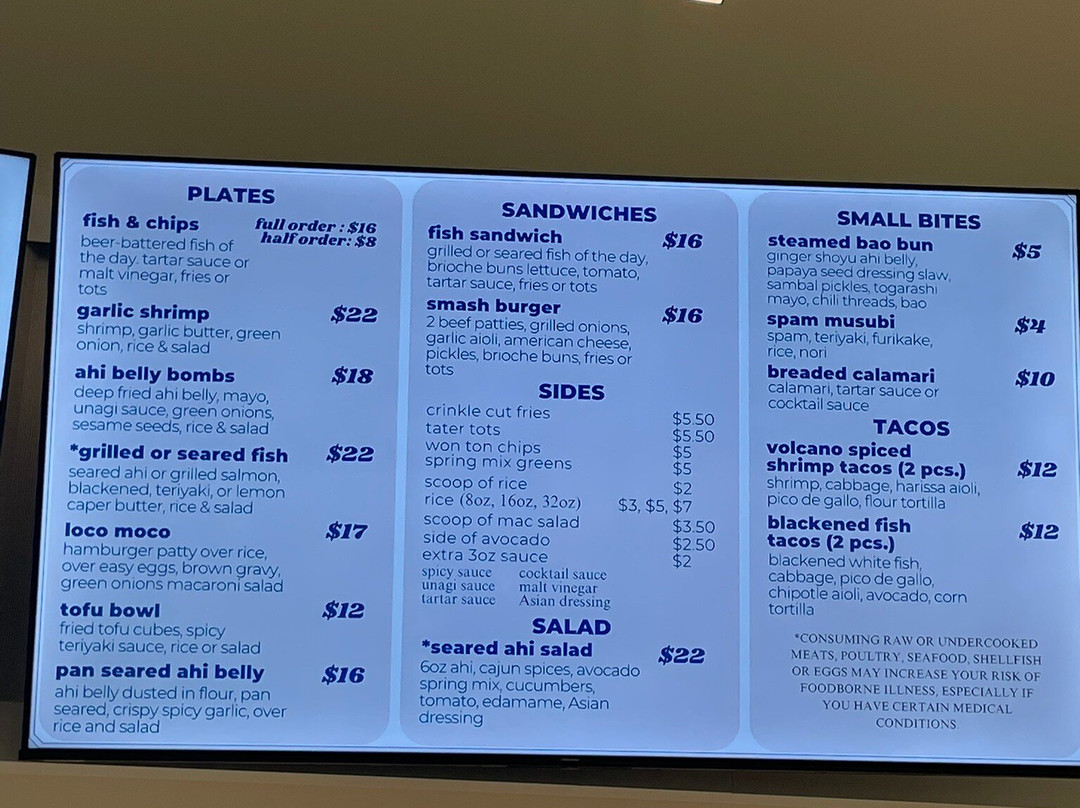 PLATES
fish & chips
full order : $16
half order: $8
beer-battered fish of
the day. tartar sauce or
malt vinegar, fries or
tots
garlic shrimp $22
shrimp, garlic butter, green
onion, rice & salad
ahi belly bombs $18
deep fried ahi belly, mayo,
unagi sauce, green onions,
sesame seeds, rice & salad
*grilled or seared fish $22
seared ahi or grilled salmon,
blackened, teriyaki, or lemon
caper butter, rice & salad
loco moco $17
hamburger patty over rice,
over easy eggs, brown gravy,
green onions macaroni salad
tofu bowl $12
fried tofu cubes, spicy
teriyaki sauce, rice or salad
pan seared ahi belly $16
ahi belly dusted in flour, pan
seared, crispy spicy garlic, over
rice and salad
SANDWICHES
fish sandwich $16
grilled or seared fish of the day,
brioche buns lettuce, tomato,
tartar sauce, fries or tots
smash burger $16
2 beef patties, grilled onions,
garlic aioli, american cheese,
pickles, brioche buns, fries or
tots
SIDES
crinkle cut fries $5.50
tater tots $5.50
won ton chips $5
spring mix greens $5
scoop of rice $2
rice (8oz, 16oz, 32oz) $3, $5, $7
scoop of mac salad $3.50
side of avocado $2.50
extra 3oz sauce $2
spicy sauce cocktail sauce
unagi sauce malt vinegar
tartar sauce Asian dressing
SALAD
*seared ahi salad $22
6oz ahi, cajun spices, avocado
spring mix, cucumbers,
tomato, edamame, Asian
dressing
SMALL BITES
steamed bao bun $5
ginger shoyu ahi belly,
papaya seed dressing slaw,
sambal pickles, togarashi
mayo, chili threads, bao
spam musubi $4
spam, teriyaki, furikake,
rice, nori
breaded calamari $10
calamari, tartar sauce or
cocktail sauce
TACOS
volcano spiced
shrimp tacos (2 pcs.) $12
shrimp, cabbage, harissa aioli,
pico de gallo, flour tortilla
blackened fish $12
tacos (2 pcs.)
blackened white fish,
cabbage, pico de gallo,
chipotle aioli, avocado, corn
tortilla
*CONSUMING RAW OR UNDERCOOKED
MEATS, POULTRY, SEAFOOD, SHELLFISH
OR EGGS MAY INCREASE YOUR RISK OF
FOODBORNE ILLNESS, ESPECIALLY IF
YOU HAVE CERTAIN MEDICAL
CONDITIONS.